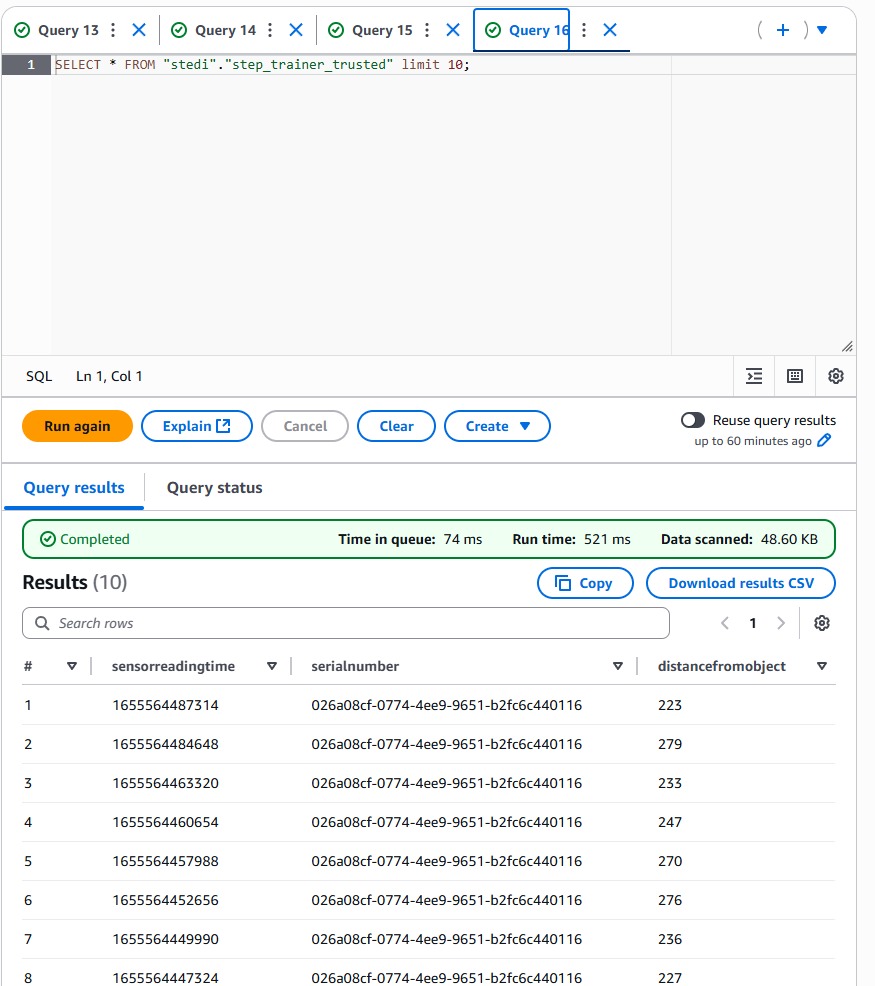 Query 13 Query 14 Query 15 Query 16
1 SELECT * FROM "stedi"."step_trainer_trusted" limit 10;
SQL Ln 1, Col 1
Run again Explain Cancel Clear Create Reuse query results
up to 60 minutes ago
Query results Query status
Completed Time in queue: 74 ms Run time: 521 ms Data scanned: 48.60 KB
Results (10) Copy Download results CSV
Search rows 1
# sensorreadingtime serialnumber distancefromobject
1 1655564487314 026a08cf-0774-4ee9-9651-b2fc6c440116 223
2 1655564484648 026a08cf-0774-4ee9-9651-b2fc6c440116 279
3 1655564463320 026a08cf-0774-4ee9-9651-b2fc6c440116 233
4 1655564460654 026a08cf-0774-4ee9-9651-b2fc6c440116 247
5 1655564457988 026a08cf-0774-4ee9-9651-b2fc6c440116 270
6 1655564452656 026a08cf-0774-4ee9-9651-b2fc6c440116 276
7 1655564449990 026a08cf-0774-4ee9-9651-b2fc6c440116 236
8 1655564447324 026a08cf-0774-4ee9-9651-b2fc6c440116 227